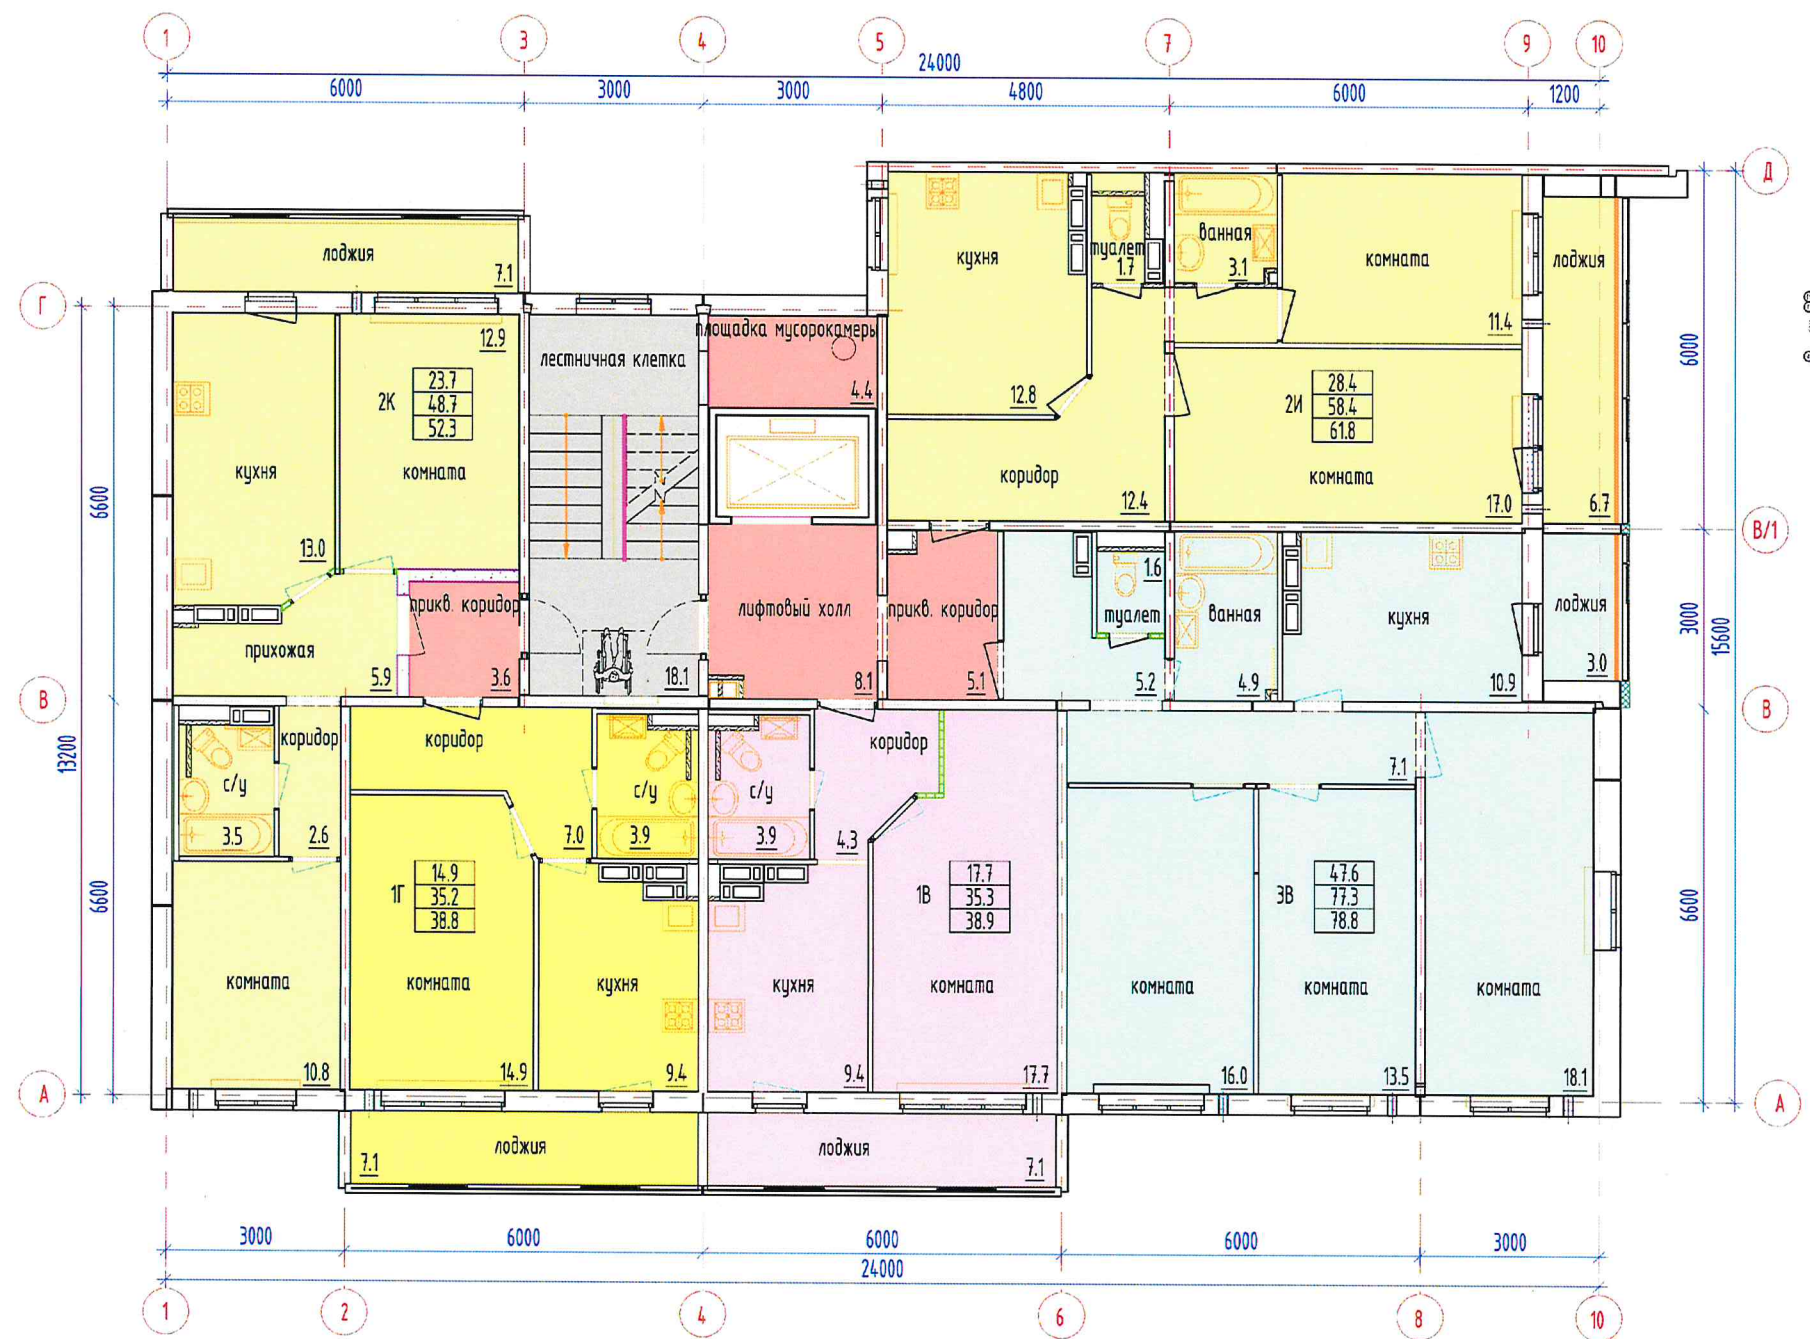 1 3 4 5 7 9 10
24000
6000 3000 3000 4800 6000 1200
Д
лоджия
7.1
кухня
12.8
туалет
1.7
ванная
3.1
комната
11.4
лоджия
6.7
Г
6000
кухня
13.0
12.9
2К
23.7
48.7
52.3
комната
лестничная клетка
18.1
площадка мусорокамеры
4.4
коридор
12.4
2И
28.4
58.4
61.8
комната
17.0
6600
В/1
прихожая
5.9
прикв. коридор
3.6
лифтовый холл
8.1
прикв. коридор
5.1
1.6
туалет
5.2
ванная
4.9
кухня
10.9
лоджия
3.0
3000
15600
В
В
13200
с/у
3.5
коридор
2.6
коридор
7.0
с/у
3.9
с/у
3.9
коридор
4.3
7.1
6600
комната
10.8
1Г
14.9
35.2
38.8
комната
14.9
кухня
9.4
кухня
9.4
1В
17.7
35.3
38.9
комната
17.7
комната
16.0
3В
47.6
77.3
78.8
комната
13.5
комната
18.1
6600
А
А
лоджия
7.1
лоджия
7.1
3000 6000 6000 6000 3000
24000
1 2 4 6 8 10